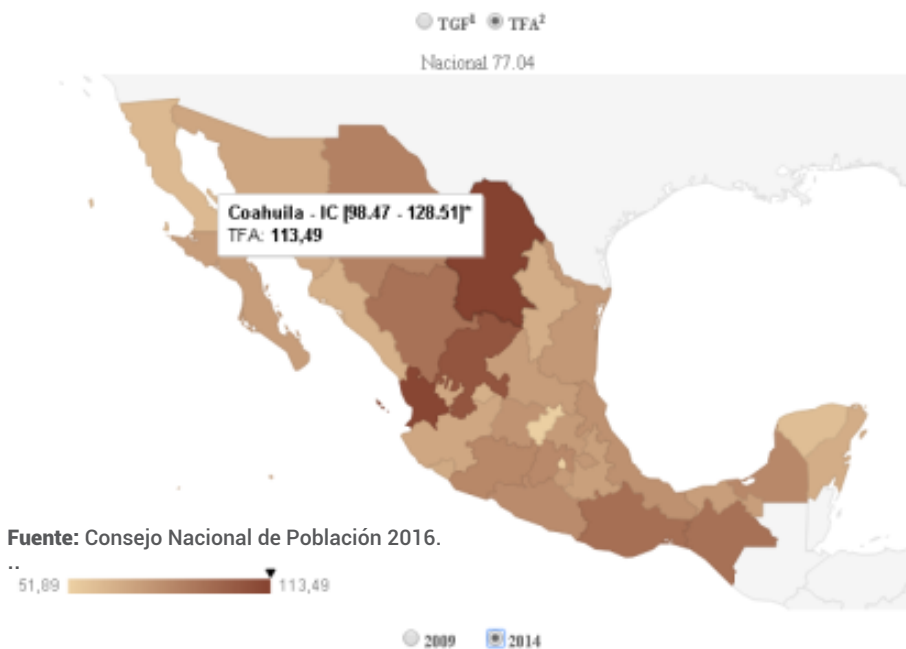 TGF¹ TFA²
Nacional 77.04
Coahuila - IC [98.47 - 128.51]*
TFA: 113,49
Fuente: Consejo Nacional de Población 2016.
..
51,89 113,49
2009 2014